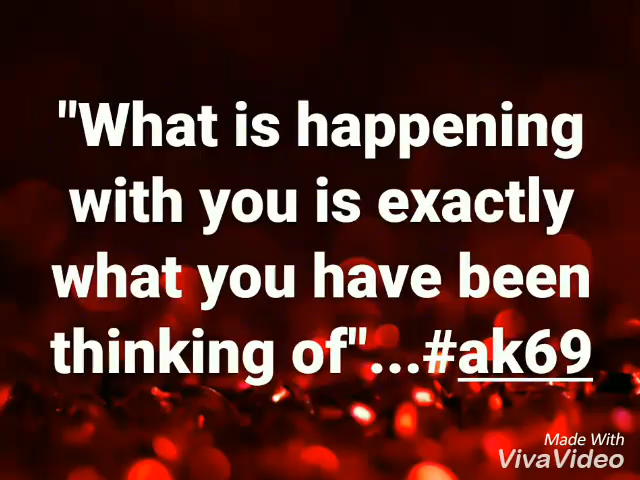 "What is happening
with you is exactly
what you have been
thinking of"...#ak69
Made With
VivaVideo